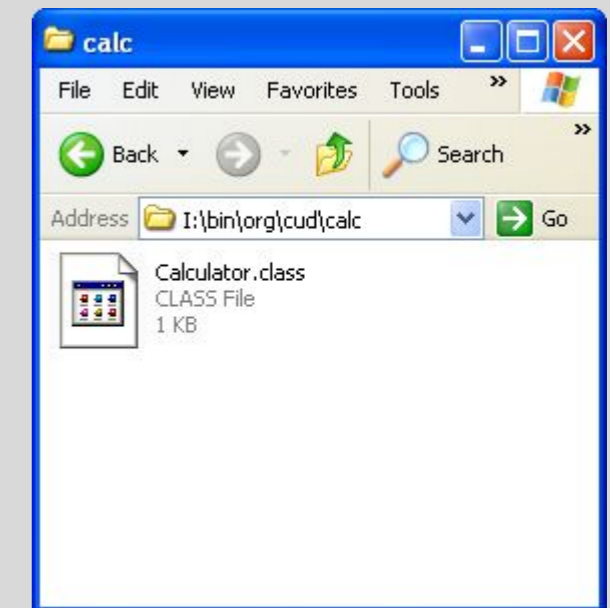 calc
File Edit View Favorites Tools »
Back Search »
Address I:\bin\org\cud\calc Go
Calculator.class
CLASS File
1 KB